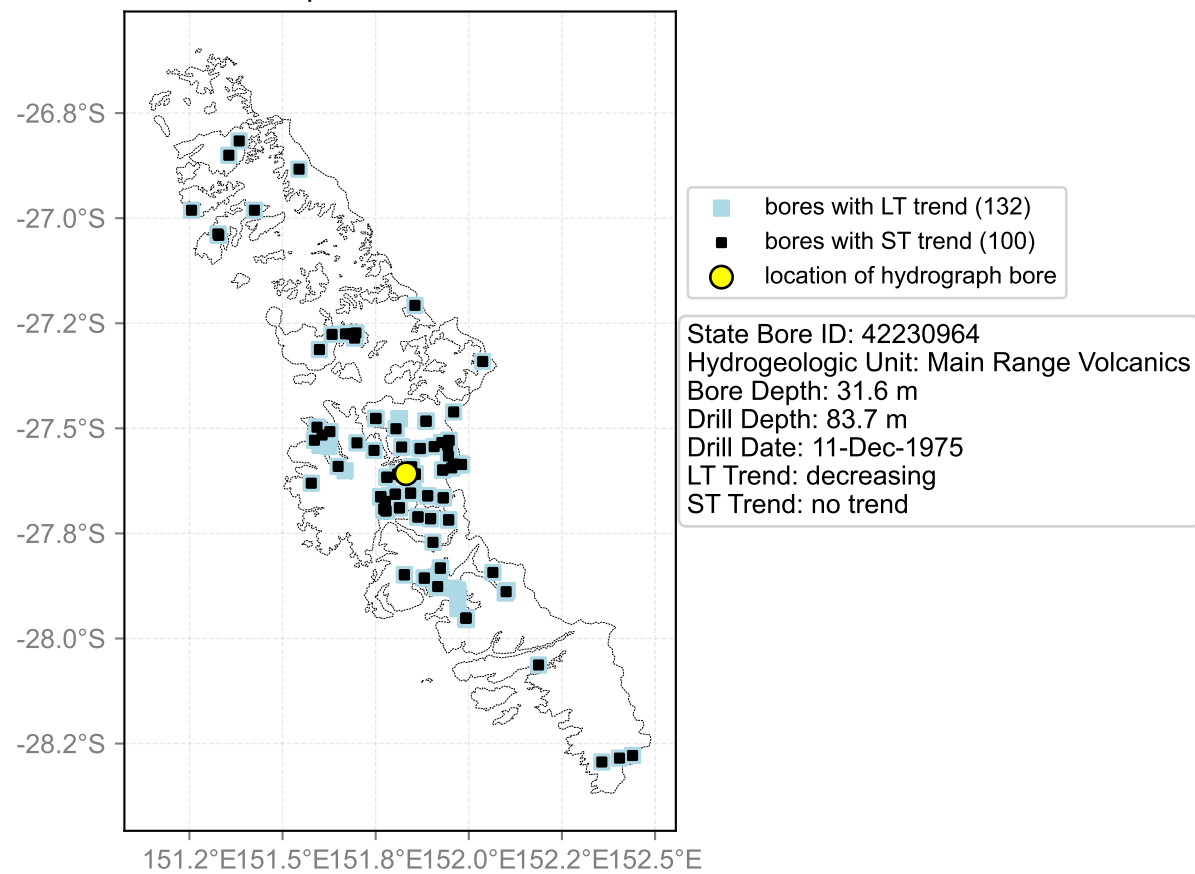 -26.8°S
-27.0°S
-27.2°S
-27.5°S
-27.8°S
-28.0°S
-28.2°S
151.2°E151.5°E151.8°E152.0°E152.2°E152.5°E
bores with LT trend (132)
bores with ST trend (100)
location of hydrograph bore
State Bore ID: 42230964
Hydrogeologic Unit: Main Range Volcanics
Bore Depth: 31.6 m
Drill Depth: 83.7 m
Drill Date: 11-Dec-1975
LT Trend: decreasing
ST Trend: no trend